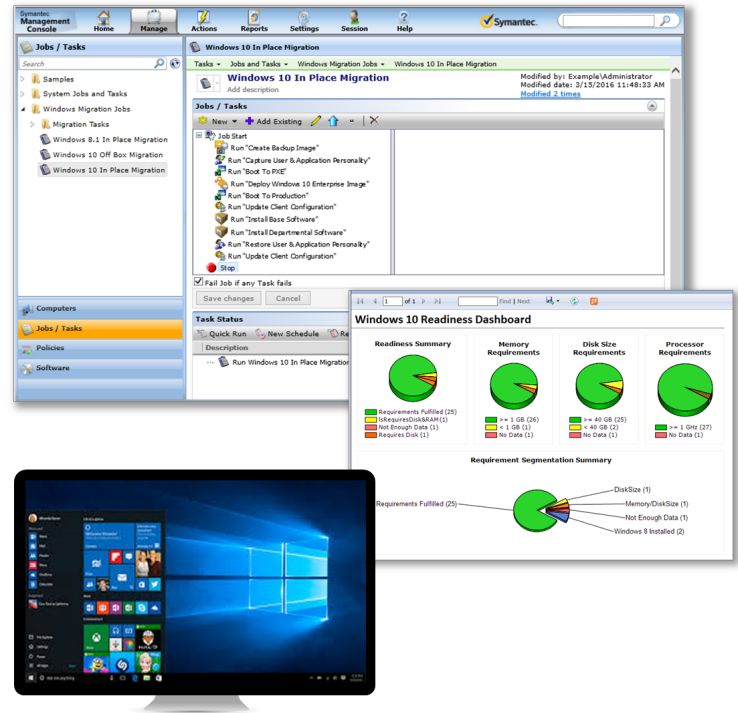 Symantec
Management
Console
Home
Manage
Actions
Reports
Settings
Session
Help
Symantec.
Jobs / Tasks
Search
Samples
System Jobs and Tasks
Windows Migration Jobs
Migration Tasks
Windows 8.1 In Place Migration
Windows 10 Off Box Migration
Windows 10 In Place Migration
Computers
Jobs / Tasks
Policies
Software
Windows 10 In Place Migration
Tasks Jobs and Tasks Windows Migration Jobs Windows 10 In Place Migration
Windows 10 In Place Migration
Add description
Modified by: Example\Administrator
Modified date: 3/15/2016 11:48:33 AM
Modified 2 times
Jobs / Tasks
New Add Existing
Job Start
Run "Create Backup Image"
Run "Capture User & Application Personality"
Run "Boot To PXE"
Run "Deploy Windows 10 Enterprise Image"
Run "Boot To Production"
Run "Update Client Configuration"
Run "Install Base Software"
Run "Install Departmental Software"
Run "Restore User & Application Personality"
Run "Update Client Configuration"
Stop
Fail Job if any Task fails
Save changes Cancel
Task Status
Quick Run New Schedule Re
Description
Run Windows 10 In Place Migration
1 of 1 Find | Next
Windows 10 Readiness Dashboard
Readiness Summary
Requirements Fulfilled (25)
IsRequiresDisk&RAM (1)
Not Enough Data (1)
Requires Disk (1)
Memory
Requirements
>= 1 GB (26)
< 1 GB (1)
No Data (1)
Disk Size
Requirements
>= 40 GB (25)
< 40 GB (2)
No Data (1)
Processor
Requirements
>= 1 GHz (27)
No Data (1)
Requirement Segmentation Summary
Requirements Fulfilled (25)
DiskSize (1)
Memory/DiskSize (1)
Not Enough Data (1)
Windows 8 Installed (2)